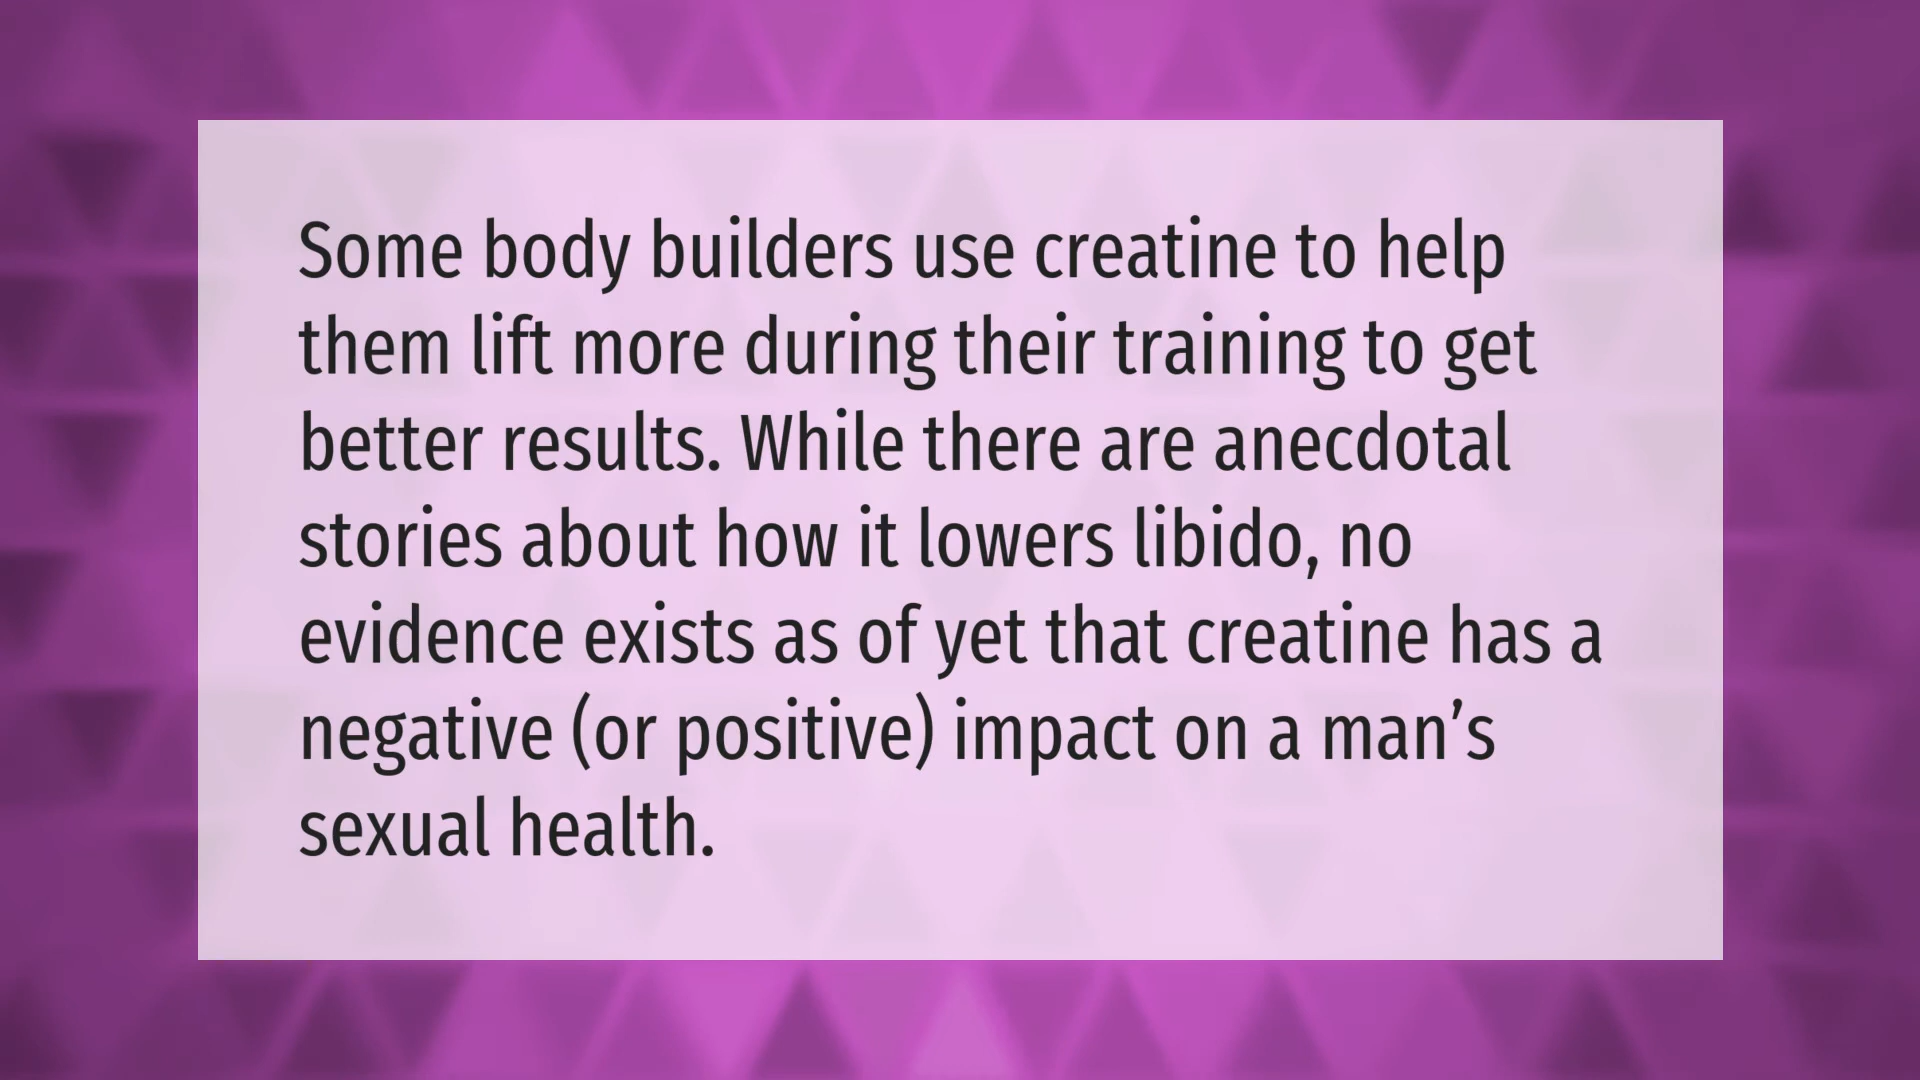 Some body builders use creatine to help
them lift more during their training to get
better results. While there are anecdotal
stories about how it lowers libido, no
evidence exists as of yet that creatine has a
negative (or positive) impact on a man’s
sexual health.